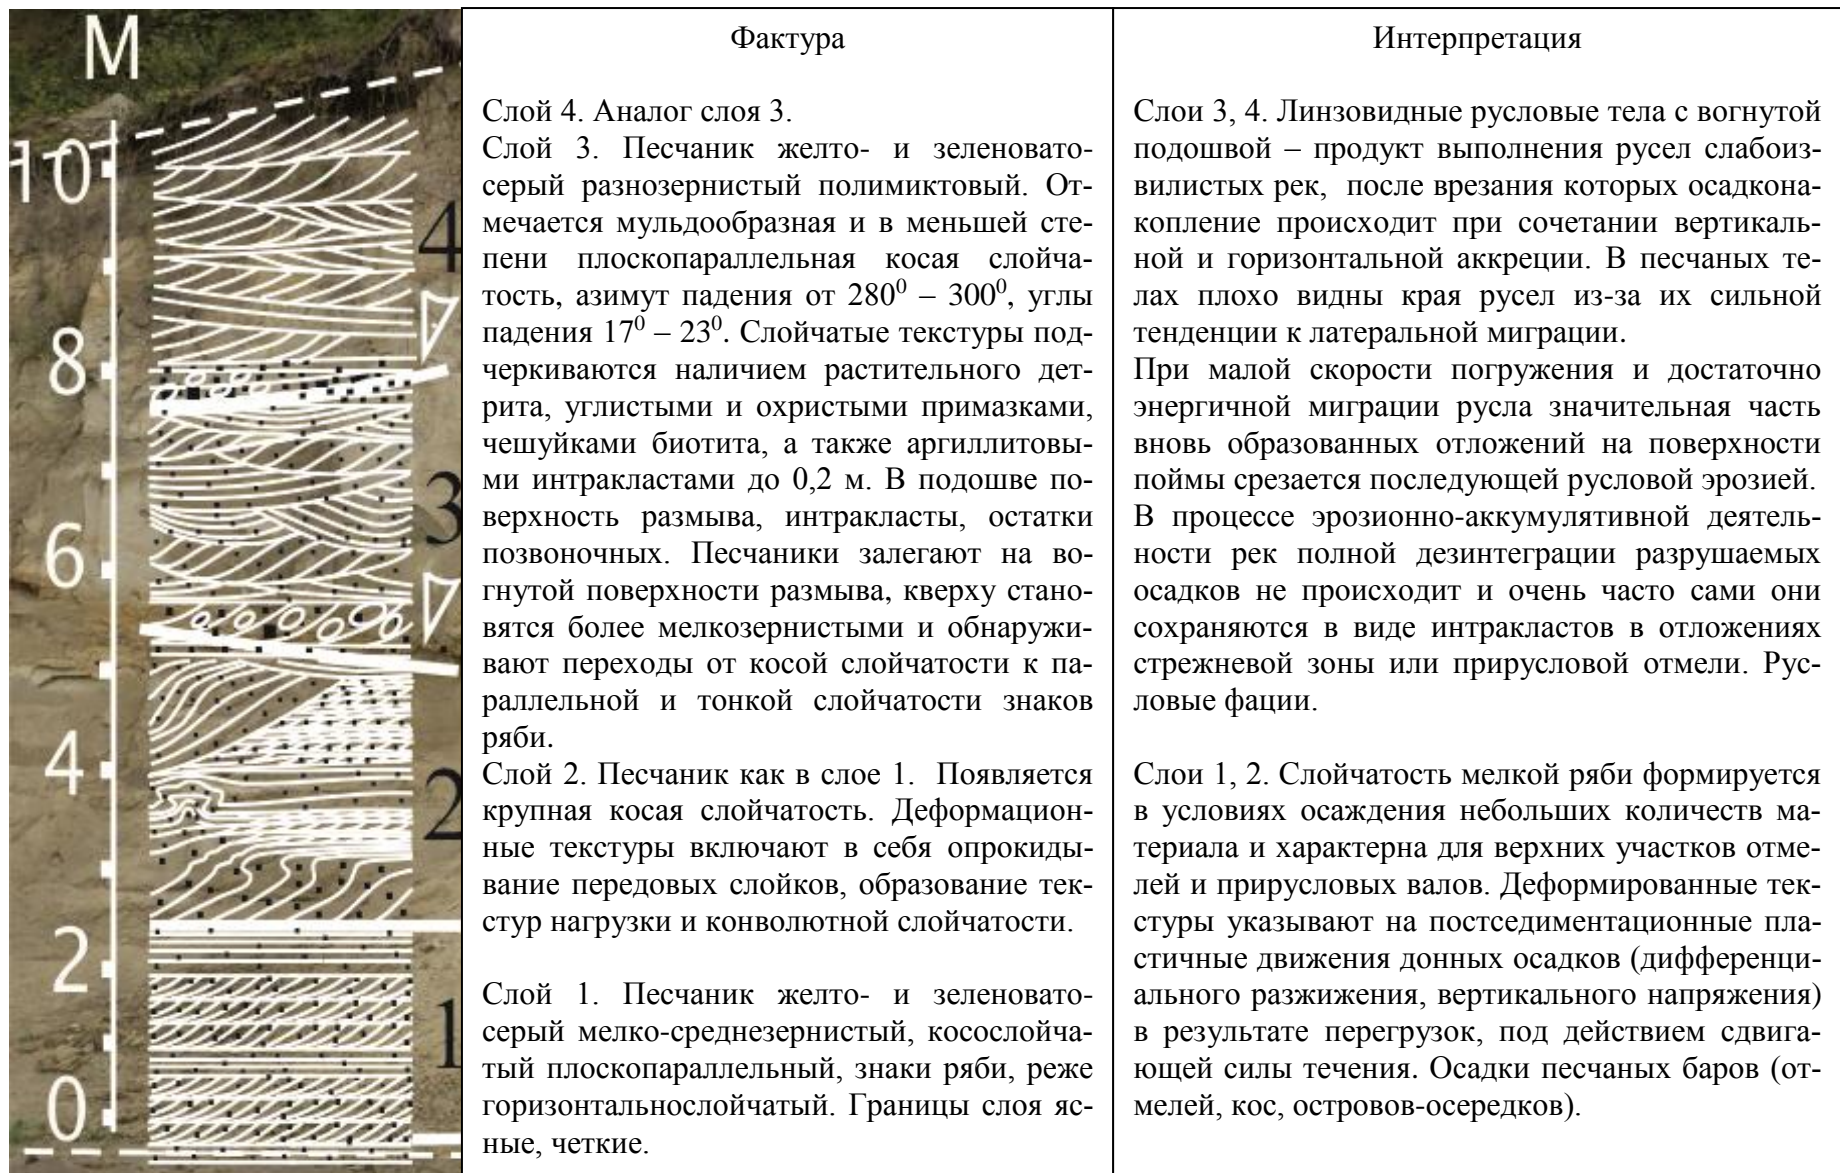 М
10
8
6
4
2
0
4
3
2
1
Фактура
Слой 4. Аналог слоя 3.
Слой 3. Песчаник желто- и зеленовато-
серый разнозернистый полимиктовый. От-
мечается мульдообразная и в меньшей сте-
пени плоскопараллельная косая слойча-
тость, азимут падения от 280⁰ – 300⁰, углы
падения 17⁰ – 23⁰. Слойчатые текстуры под-
черкиваются наличием растительного дет-
рита, углистыми и охристыми примазками,
чешуйками биотита, а также аргиллитовы-
ми интракластами до 0,2 м. В подошве по-
верхность размыва, интракласты, остатки
позвоночных. Песчаники залегают на во-
гнутой поверхности размыва, кверху стано-
вятся более мелкозернистыми и обнаружи-
вают переходы от косой слойчатости к па-
раллельной и тонкой слойчатости знаков
ряби.
Слой 2. Песчаник как в слое 1. Появляется
крупная косая слойчатость. Деформацион-
ные текстуры включают в себя опрокиды-
вание передовых слойков, образование тек-
стур нагрузки и конволютной слойчатости.
Слой 1. Песчаник желто- и зеленовато-
серый мелко-среднезернистый, косослойча-
тый плоскопараллельный, знаки ряби, реже
горизонтальнослойчатый. Границы слоя яс-
ные, четкие.
Интерпретация
Слои 3, 4. Линзовидные русловые тела с вогнутой
подошвой – продукт выполнения русел слабоиз-
вилистых рек, после врезания которых осадкона-
копление происходит при сочетании вертикаль-
ной и горизонтальной аккреции. В песчаных те-
лах плохо видны края русел из-за их сильной
тенденции к латеральной миграции.
При малой скорости погружения и достаточно
энергичной миграции русла значительная часть
вновь образованных отложений на поверхности
поймы срезается последующей русловой эрозией.
В процессе эрозионно-аккумулятивной деятель-
ности рек полной дезинтеграции разрушаемых
осадков не происходит и очень часто сами они
сохраняются в виде интракластов в отложениях
стрежневой зоны или прирусловой отмели. Рус-
ловые фации.
Слои 1, 2. Слойчатость мелкой ряби формируется
в условиях осаждения небольших количеств ма-
териала и характерна для верхних участков отме-
лей и прирусловых валов. Деформированные тек-
стуры указывают на постседиментационные пла-
стичные движения донных осадков (дифференци-
ального разжижения, вертикального напряжения)
в результате перегрузок, под действием сдвига-
ющей силы течения. Осадки песчаных баров (от-
мелей, кос, островов-осередков).